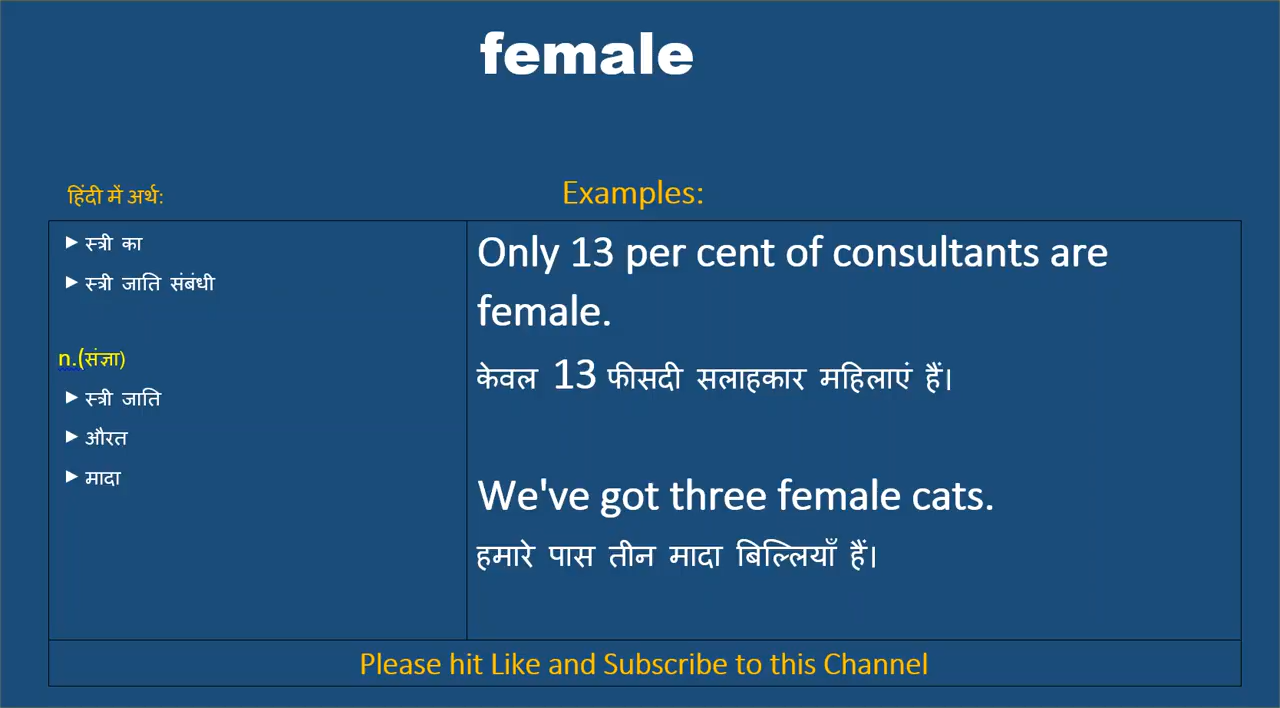 female
हिंदी में अर्थ:
► स्त्री का
► स्त्री जाति संबंधी
n.(संज्ञा)
► स्त्री जाति
► औरत
► मादा
Examples:
Only 13 per cent of consultants are
female.
केवल 13 फीसदी सलाहकार महिलाएं हैं।
We've got three female cats.
हमारे पास तीन मादा बिल्लियाँ हैं।
Please hit Like and Subscribe to this Channel